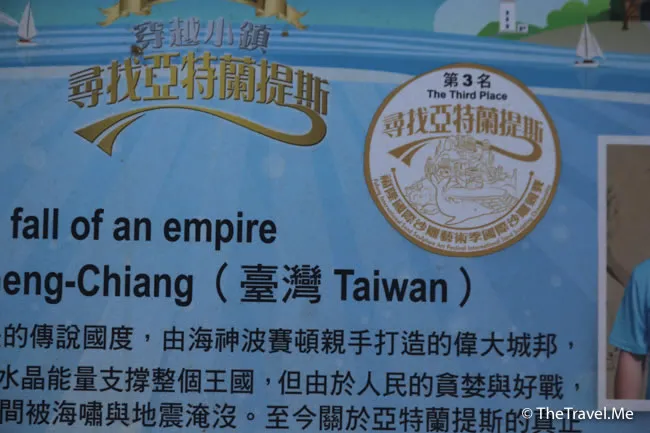 穿越小鎮
尋找亞特蘭提斯
第3名
The Third Place
尋找亞特蘭提斯
fall of an empire
eng-Chiang（臺灣 Taiwan）
的傳說國度，由海神波賽頓親手打造的偉大城邦，
水晶能量支撐整個王國，但由於人民的貪婪與好戰，
間被海嘯與地震淹沒。至今關於亞特蘭提斯的真正
©TheTravel.Me